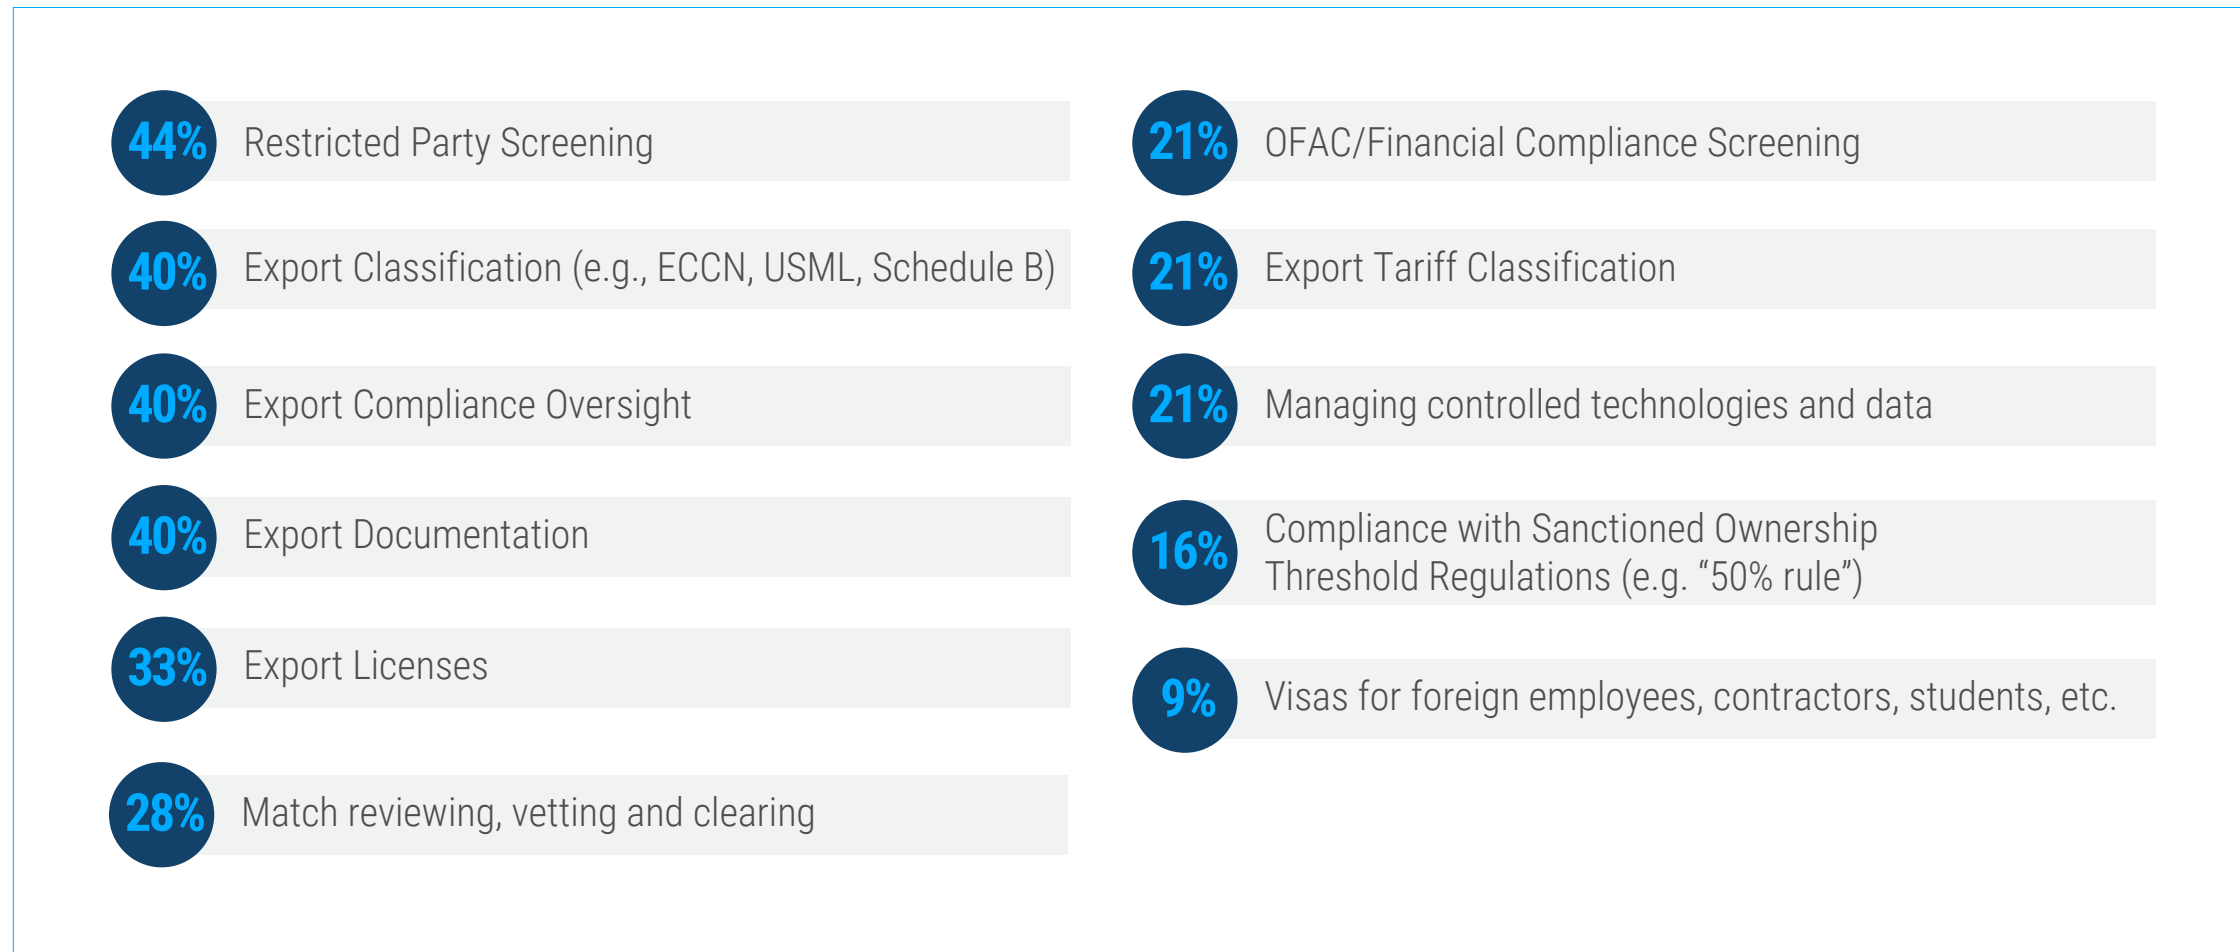 44% Restricted Party Screening
40% Export Classification (e.g., ECCN, USML, Schedule B)
40% Export Compliance Oversight
40% Export Documentation
33% Export Licenses
28% Match reviewing, vetting and clearing
21% OFAC/Financial Compliance Screening
21% Export Tariff Classification
21% Managing controlled technologies and data
16% Compliance with Sanctioned Ownership
Threshold Regulations (e.g. “50% rule”)
9% Visas for foreign employees, contractors, students, etc.